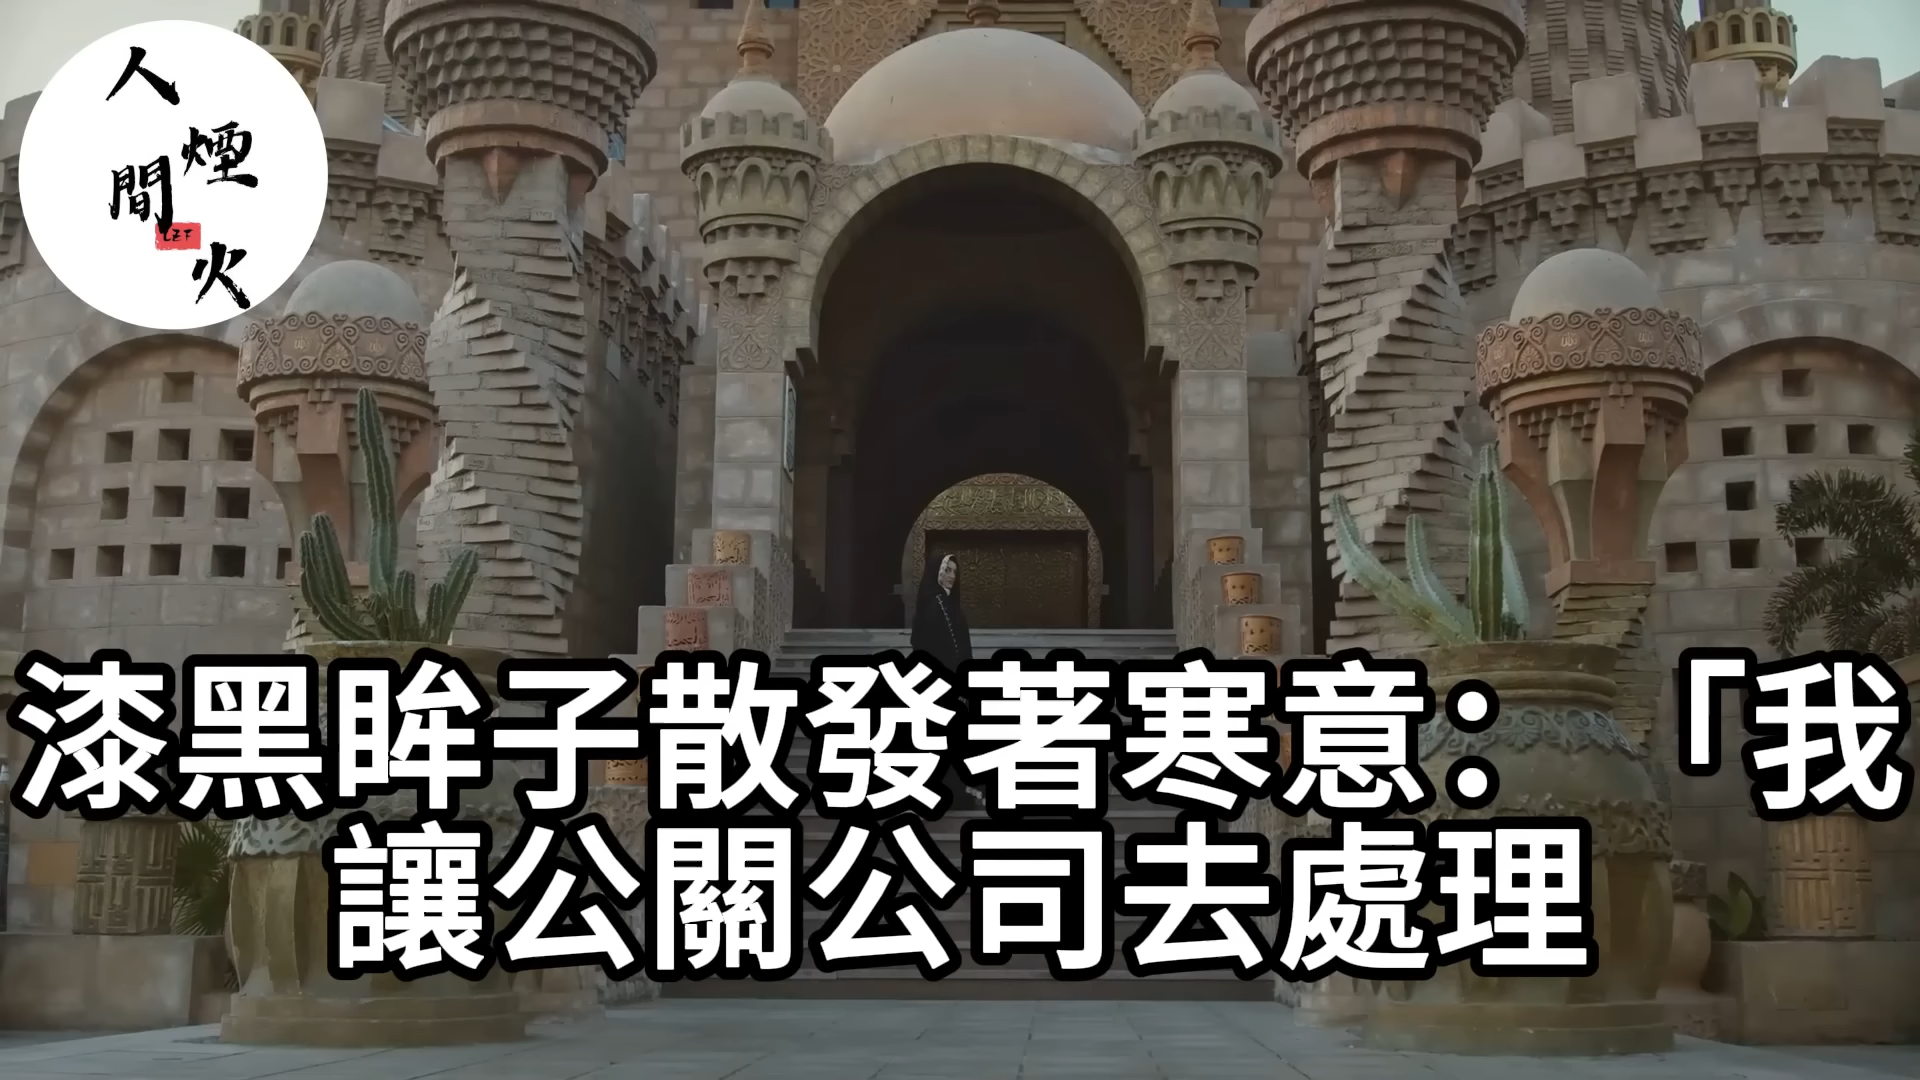 人間煙火
LZF
漆黑眸子散發著寒意：「我
讓公關公司去處理